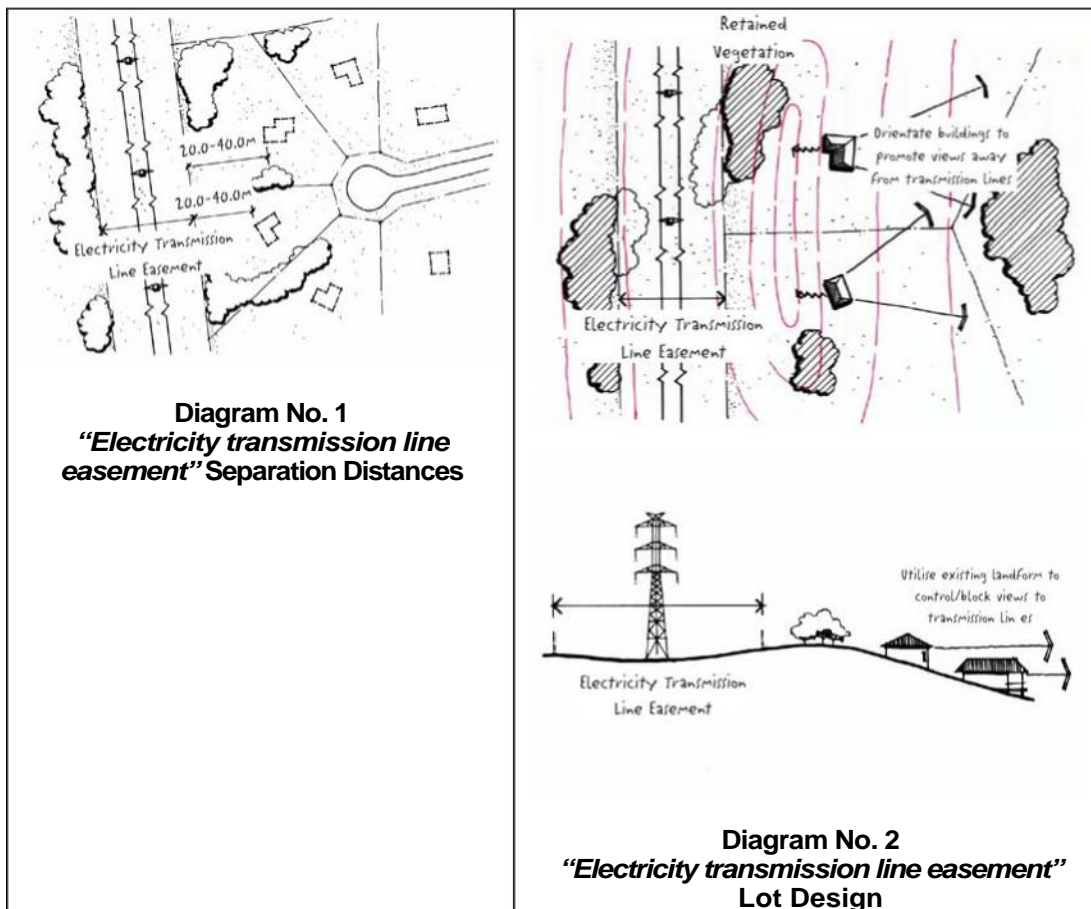 20.0-40.0M
20.0-40.0M
Electricity Transmission
Line Easement
Diagram No. 1
“Electricity transmission line
easement” Separation Distances
Retained
Vegetation
Orientate buildings to
promote views away
from transmission lines
Electricity Transmission
Line Easement
Utilise existing landform to
control/block views to
transmission lin es
Electricity Transmission
Line Easement
Diagram No. 2
“Electricity transmission line easement”
Lot Design